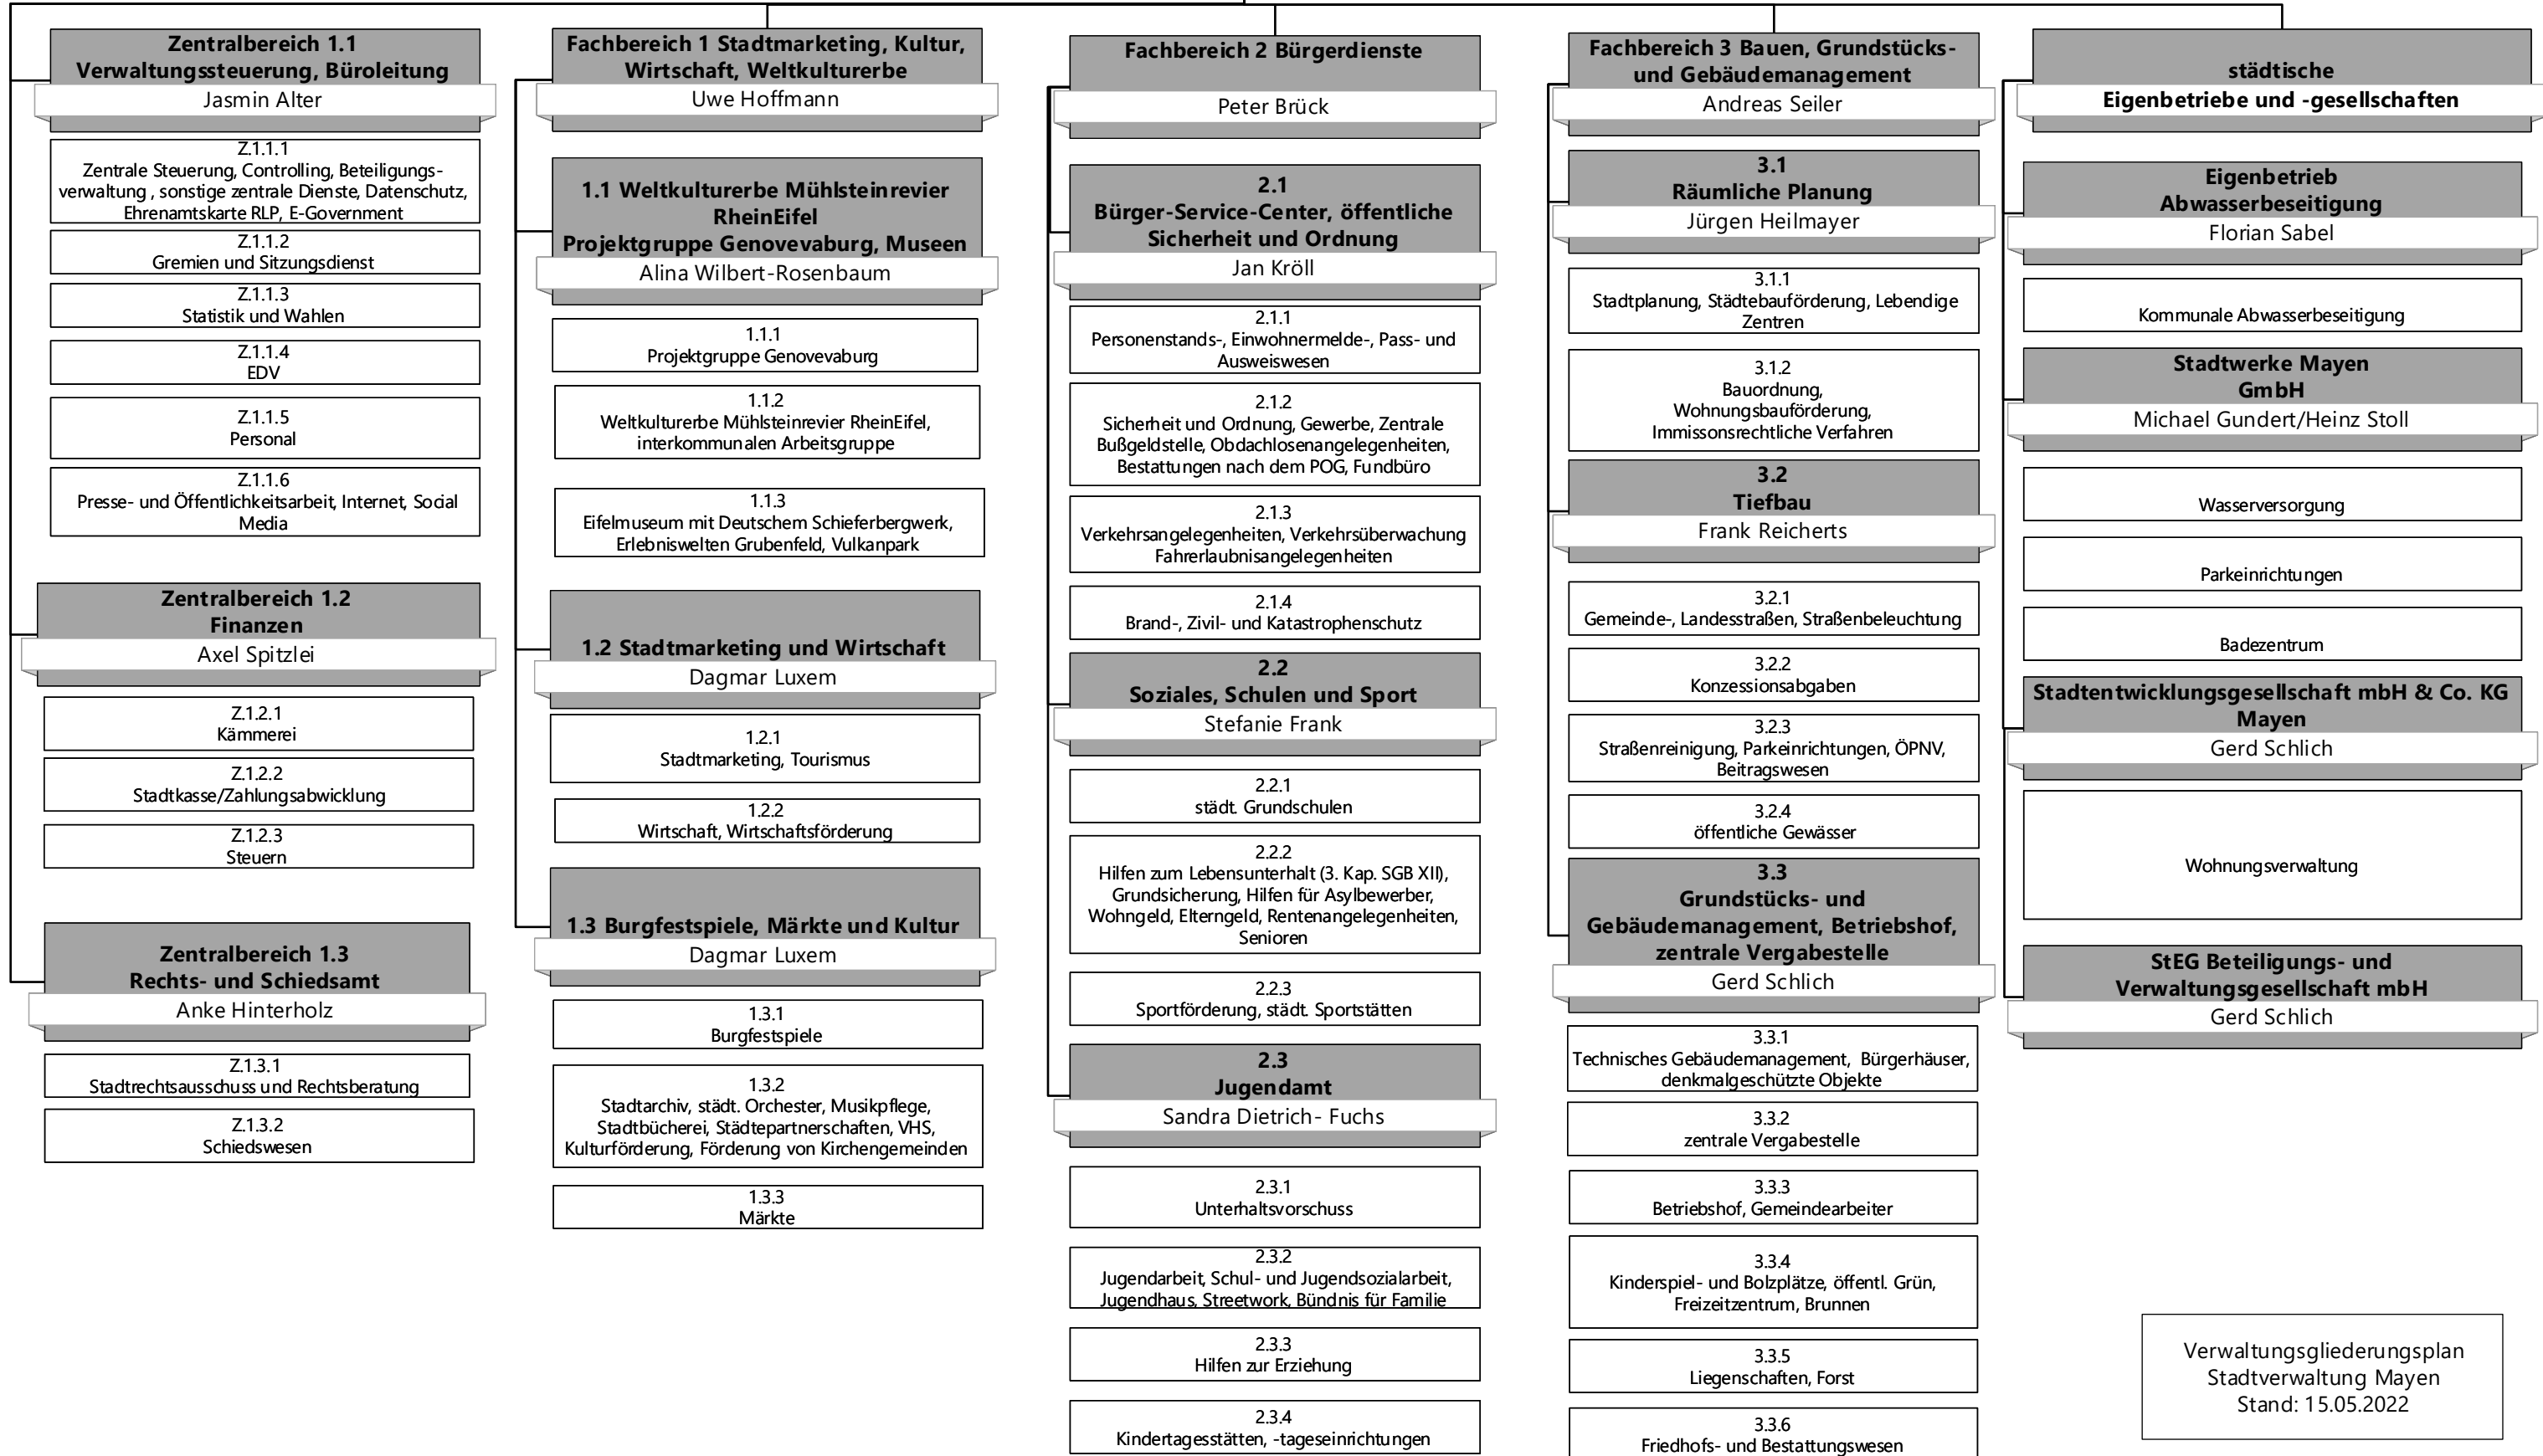 Zentralbereich 1.1
Verwaltungssteuerung, Büroleitung
Jasmin Alter
Z.1.1.1
Zentrale Steuerung, Controlling, Beteiligungs-
verwaltung , sonstige zentrale Dienste, Datenschutz,
Ehrenamtskarte RLP, E-Government
Z.1.1.2
Gremien und Sitzungsdienst
Z.1.1.3
Statistik und Wahlen
Z.1.1.4
EDV
Z.1.1.5
Personal
Z.1.1.6
Presse- und Öffentlichkeitsarbeit, Internet, Social
Media
Zentralbereich 1.2
Finanzen
Axel Spitzlei
Z.1.2.1
Kämmerei
Z.1.2.2
Stadtkasse/Zahlungsabwicklung
Z.1.2.3
Steuern
Zentralbereich 1.3
Rechts- und Schiedsamt
Anke Hinterholz
Z.1.3.1
Stadtrechtsausschuss und Rechtsberatung
Z.1.3.2
Schiedswesen
Fachbereich 1 Stadtmarketing, Kultur,
Wirtschaft, Weltkulturerbe
Uwe Hoffmann
1.1 Weltkulturerbe Mühlsteinrevier
RheinEifel
Projektgruppe Genovevaburg, Museen
Alina Wilbert-Rosenbaum
1.1.1
Projektgruppe Genovevaburg
1.1.2
Weltkulturerbe Mühlsteinrevier RheinEifel,
interkommunalen Arbeitsgruppe
1.1.3
Eifelmuseum mit Deutschem Schieferbergwerk,
Erlebniswelten Grubenfeld, Vulkanpark
1.2 Stadtmarketing und Wirtschaft
Dagmar Luxem
1.2.1
Stadtmarketing, Tourismus
1.2.2
Wirtschaft, Wirtschaftsförderung
1.3 Burgfestspiele, Märkte und Kultur
Dagmar Luxem
1.3.1
Burgfestspiele
1.3.2
Stadtarchiv, städt. Orchester, Musikpflege,
Stadtbücherei, Städtepartnerschaften, VHS,
Kulturförderung, Förderung von Kirchengemeinden
1.3.3
Märkte
Fachbereich 2 Bürgerdienste
Peter Brück
2.1
Bürger-Service-Center, öffentliche
Sicherheit und Ordnung
Jan Kröll
2.1.1
Personenstands-, Einwohnermelde-, Pass- und
Ausweiswesen
2.1.2
Sicherheit und Ordnung, Gewerbe, Zentrale
Bußgeldstelle, Obdachlosenangelegenheiten,
Bestattungen nach dem POG, Fundbüro
2.1.3
Verkehrsangelegenheiten, Verkehrsüberwachung
Fahrerlaubnisangelegenheiten
2.1.4
Brand-, Zivil- und Katastrophenschutz
2.2
Soziales, Schulen und Sport
Stefanie Frank
2.2.1
städt. Grundschulen
2.2.2
Hilfen zum Lebensunterhalt (3. Kap. SGB XII),
Grundsicherung, Hilfen für Asylbewerber,
Wohngeld, Elterngeld, Rentenangelegenheiten,
Senioren
2.2.3
Sportförderung, städt. Sportstätten
2.3
Jugendamt
Sandra Dietrich- Fuchs
2.3.1
Unterhaltsvorschuss
2.3.2
Jugendarbeit, Schul- und Jugendsozialarbeit,
Jugendhaus, Streetwork, Bündnis für Familie
2.3.3
Hilfen zur Erziehung
2.3.4
Kindertagesstätten, -tageseinrichtungen
Fachbereich 3 Bauen, Grundstücks-
und Gebäudemanagement
Andreas Seiler
3.1
Räumliche Planung
Jürgen Heilmayer
3.1.1
Stadtplanung, Städtebauförderung, Lebendige
Zentren
3.1.2
Bauordnung,
Wohnungsbauförderung,
Immissonsrechtliche Verfahren
3.2
Tiefbau
Frank Reicherts
3.2.1
Gemeinde-, Landesstraßen, Straßenbeleuchtung
3.2.2
Konzessionsabgaben
3.2.3
Straßenreinigung, Parkeinrichtungen, ÖPNV,
Beitragswesen
3.2.4
öffentliche Gewässer
3.3
Grundstücks- und
Gebäudemanagement, Betriebshof,
zentrale Vergabestelle
Gerd Schlich
3.3.1
Technisches Gebäudemanagement, Bürgerhäuser,
denkmalgeschützte Objekte
3.3.2
zentrale Vergabestelle
3.3.3
Betriebshof, Gemeindearbeiter
3.3.4
Kinderspiel- und Bolzplätze, öffentl. Grün,
Freizeitzentrum, Brunnen
3.3.5
Liegenschaften, Forst
3.3.6
Friedhofs- und Bestattungswesen
städtische
Eigenbetriebe und -gesellschaften
Eigenbetrieb
Abwasserbeseitigung
Florian Sabel
Kommunale Abwasserbeseitigung
Stadtwerke Mayen
GmbH
Michael Gundert/Heinz Stoll
Wasserversorgung
Parkeinrichtungen
Badezentrum
Stadtentwicklungsgesellschaft mbH & Co. KG
Mayen
Gerd Schlich
Wohnungsverwaltung
StEG Beteiligungs- und
Verwaltungsgesellschaft mbH
Gerd Schlich
Verwaltungsgliederungsplan
Stadtverwaltung Mayen
Stand: 15.05.2022